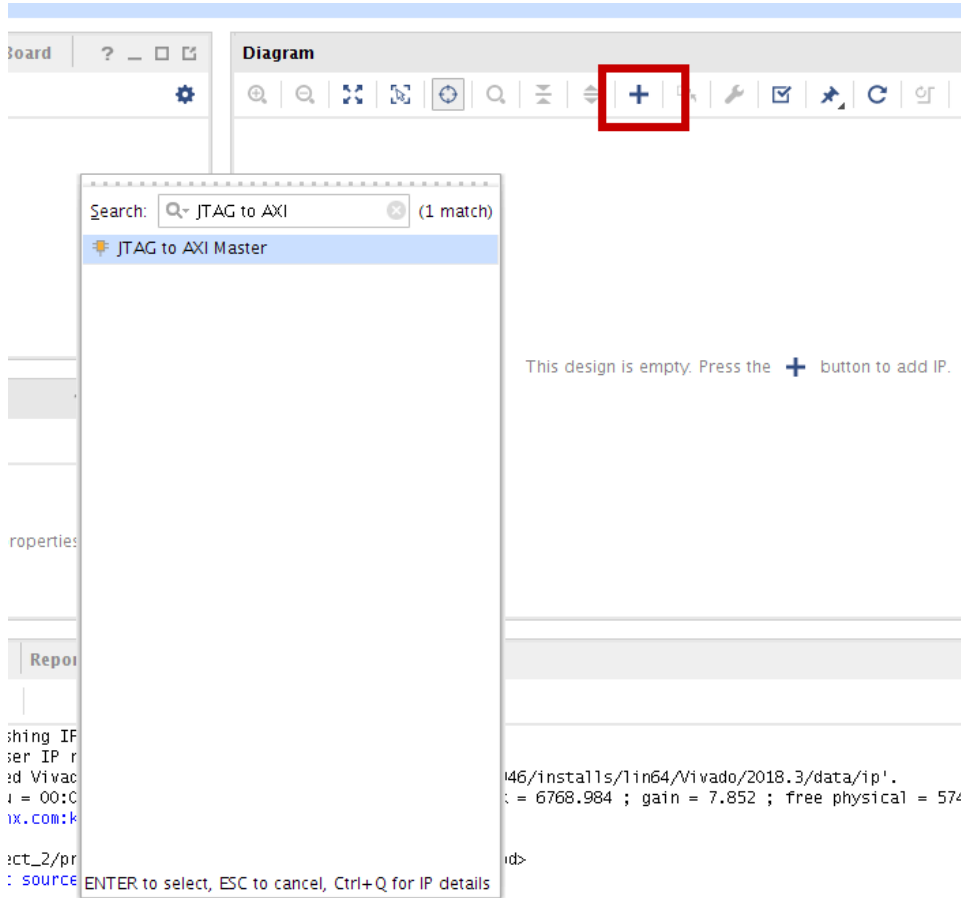 Board
?
Diagram
Search: JTAG to AXI (1 match)
JTAG to AXI Master
This design is empty. Press the + button to add IP.
roperties
Repor
shing IP
ser IP r
ed Vivad
46/installs/lin64/Vivado/2018.3/data/ip'.
u = 00:0
k = 6768.984 ; gain = 7.852 ; free physical = 574
nx.com:k
ect_2/pr
d>
: source
ENTER to select, ESC to cancel, Ctrl+Q for IP details